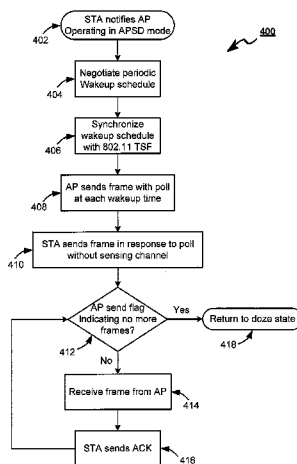 STA notifies AP
Operating in APSD mode
402
400
Negotiate periodic
Wakeup schedule
404
Synchronize
wakeup schedule
with 802.11 TSF
406
AP sends frame with poll
at each wakeup time
408
STA sends frame in response to poll
without sensing channel
410
AP send flag
Indicating no more
frames?
412
Yes
Return to doze state
418
No
Receive frame from AP
414
STA sends ACK
416